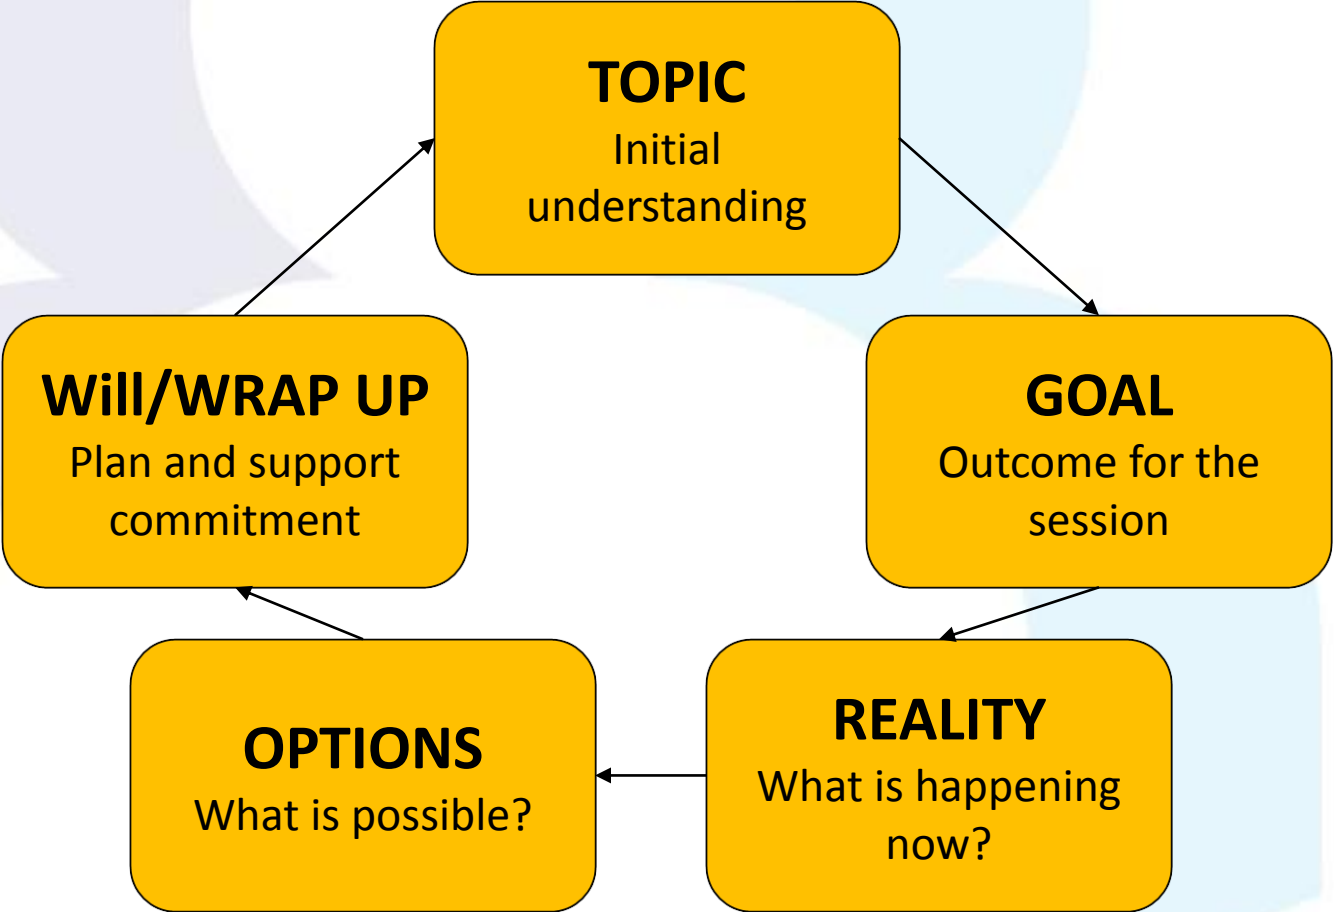 TOPIC
Initial
understanding
GOAL
Outcome for the
session
REALITY
What is happening
now?
OPTIONS
What is possible?
Will/WRAP UP
Plan and support
commitment